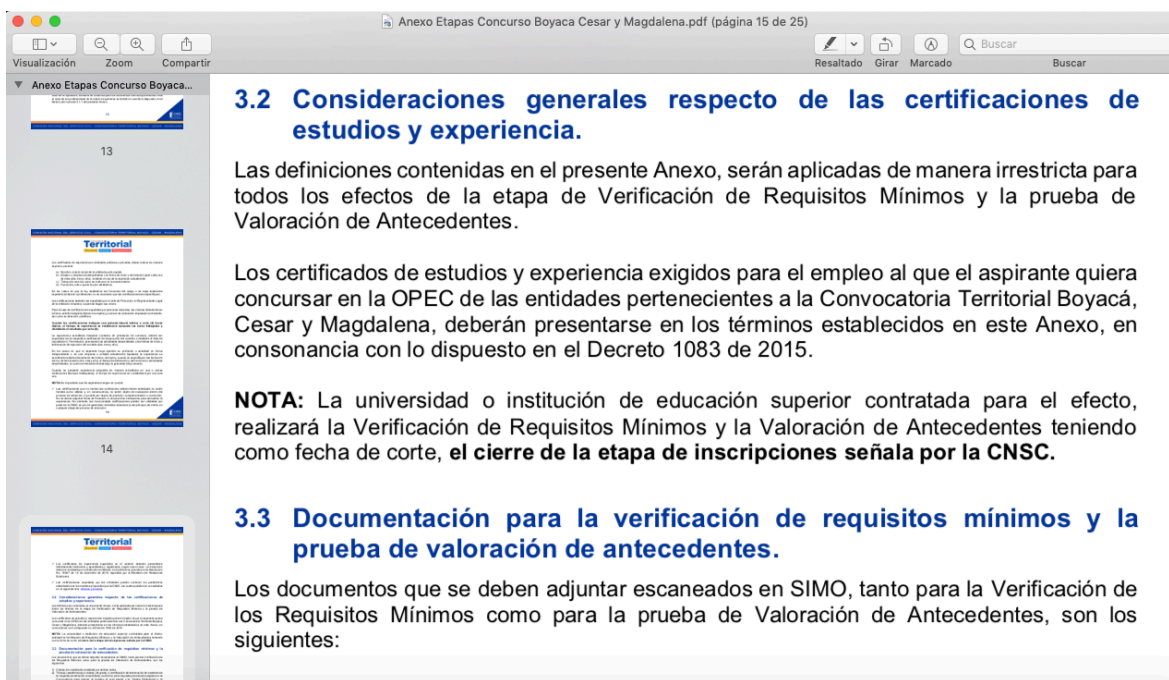 Anexo Etapas Concurso Boyaca Cesar y Magdalena.pdf (página 15 de 25)
Buscar
Visualización Zoom Compartir Resaltado Girar Marcado Buscar
Anexo Etapas Concurso Boyaca...
13
Territorial
14
Territorial
3.2 Consideraciones generales respecto de las certificaciones de
estudios y experiencia.
Las definiciones contenidas en el presente Anexo, serán aplicadas de manera irrestricta para
todos los efectos de la etapa de Verificación de Requisitos Mínimos y la prueba de
Valoración de Antecedentes.
Los certificados de estudios y experiencia exigidos para el empleo al que el aspirante quiera
concursar en la OPEC de las entidades pertenecientes a la Convocatoria Territorial Boyacá,
Cesar y Magdalena, deberán presentarse en los términos establecidos en este Anexo, en
consonancia con lo dispuesto en el Decreto 1083 de 2015.
NOTA: La universidad o institución de educación superior contratada para el efecto,
realizará la Verificación de Requisitos Mínimos y la Valoración de Antecedentes teniendo
como fecha de corte, el cierre de la etapa de inscripciones señala por la CNSC.
3.3 Documentación para la verificación de requisitos mínimos y la
prueba de valoración de antecedentes.
Los documentos que se deben adjuntar escaneados en SIMO, tanto para la Verificación de
los Requisitos Mínimos como para la prueba de Valoración de Antecedentes, son los
siguientes: